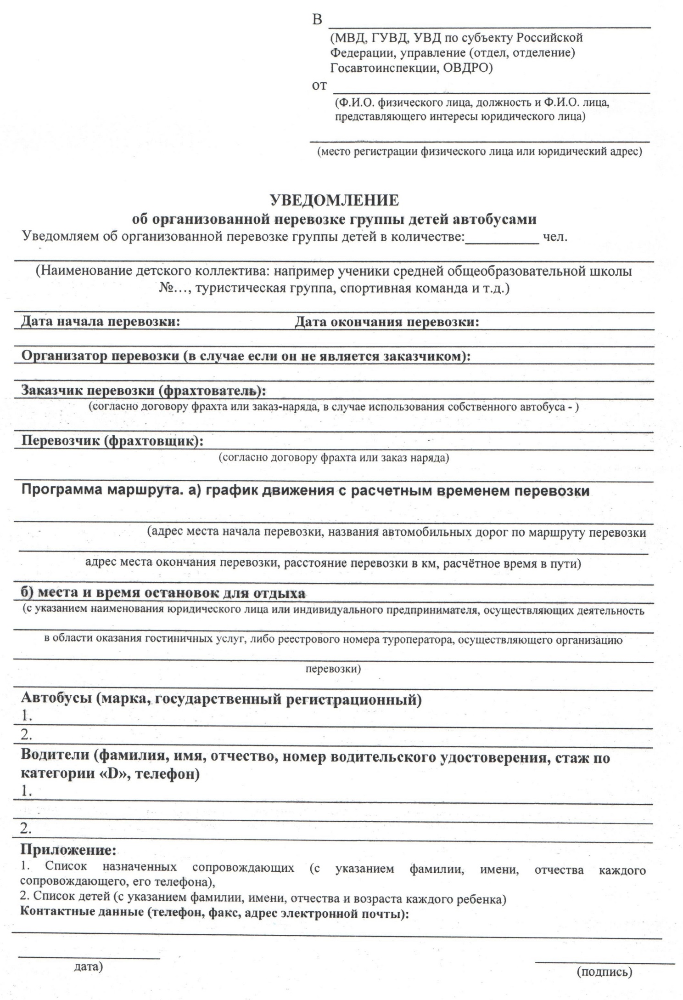 В
(МВД, ГУВД, УВД по субъекту Российской
Федерации, управление (отдел, отделение)
Госавтоинспекции, ОВДРО)
от
(Ф.И.О. физического лица, должность и Ф.И.О. лица,
представляющего интересы юридического лица)
(место регистрации физического лица или юридический адрес)
УВЕДОМЛЕНИЕ
об организованной перевозке группы детей автобусами
Уведомляем об организованной перевозке группы детей в количестве:___________ чел.
(Наименование детского коллектива: например ученики средней общеобразовательной школы
№…, туристическая группа, спортивная команда и т.д.)
Дата начала перевозки: Дата окончания перевозки:
Организатор перевозки (в случае если он не является заказчиком):
Заказчик перевозки (фрахтователь):
(согласно договору фрахта или заказ-наряда, в случае использования собственного автобуса - )
Перевозчик (фрахтовщик):
(согласно договору фрахта или заказ наряда)
Программа маршрута. а) график движения с расчетным временем перевозки
(адрес места начала перевозки, названия автомобильных дорог по маршруту перевозки
адрес места окончания перевозки, расстояние перевозки в км, расчётное время в пути)
б) места и время остановок для отдыха
(с указанием наименования юридического лица или индивидуального предпринимателя, осуществляющих деятельность
в области оказания гостиничных услуг, либо реестрового номера туроператора, осуществляющего организацию
перевозки)
Автобусы (марка, государственный регистрационный)
1.
2.
Водители (фамилия, имя, отчество, номер водительского удостоверения, стаж по
категории «D», телефон)
1.
2.
Приложение:
1. Список назначенных сопровождающих (с указанием фамилии, имени, отчества каждого
сопровождающего, его телефона),
2. Список детей (с указанием фамилии, имени, отчества и возраста каждого ребенка)
Контактные данные (телефон, факс, адрес электронной почты):
дата) (подпись)